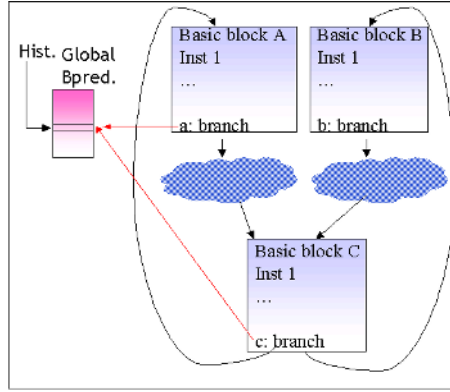 Hist.
Global
Bpred.
Basic block A
Inst 1
...
a: branch
Basic block B
Inst 1
...
b: branch
Basic block C
Inst 1
...
c: branch